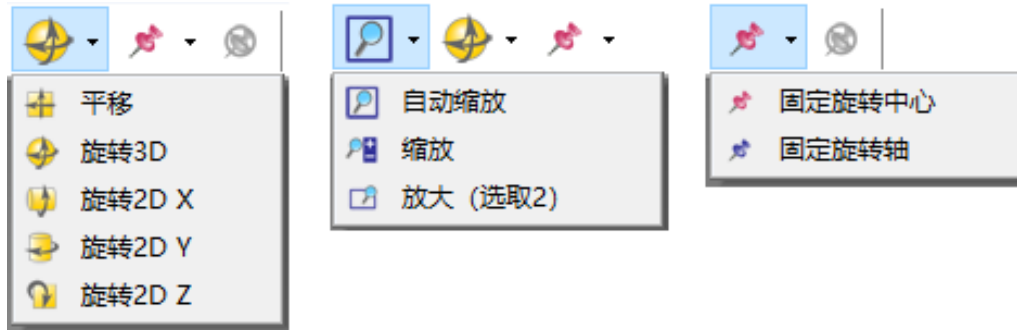 平移
旋转3D
旋转2D X
旋转2D Y
旋转2D Z
自动缩放
缩放
放大（选取2）
固定旋转中心
固定旋转轴